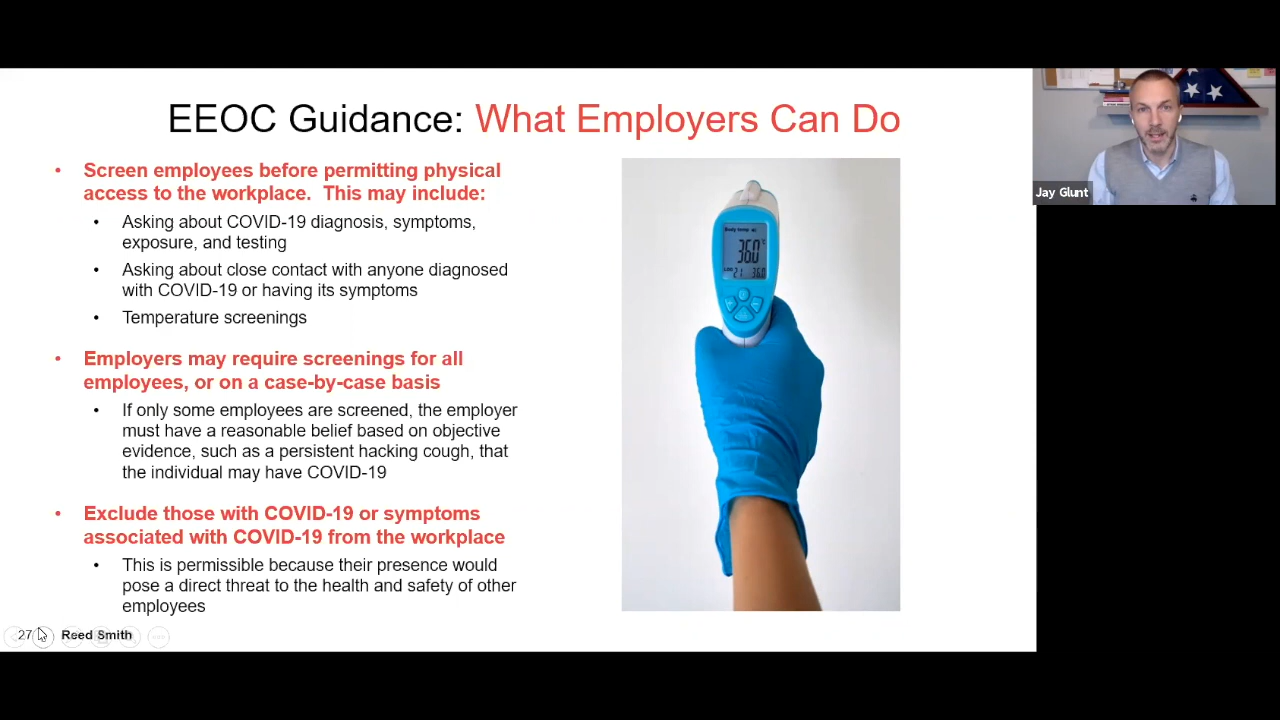 EEOC Guidance: What Employers Can Do
• Screen employees before permitting physical
access to the workplace.  This may include:
• Asking about COVID-19 diagnosis, symptoms,
exposure, and testing
• Asking about close contact with anyone diagnosed
with COVID-19 or having its symptoms
• Temperature screenings
• Employers may require screenings for all
employees, or on a case-by-case basis
• If only some employees are screened, the employer
must have a reasonable belief based on objective
evidence, such as a persistent hacking cough, that
the individual may have COVID-19
• Exclude those with COVID-19 or symptoms
associated with COVID-19 from the workplace
• This is permissible because their presence would
pose a direct threat to the health and safety of other
employees
27 Reed Smith
Body temp
36.0
Jay Glunt